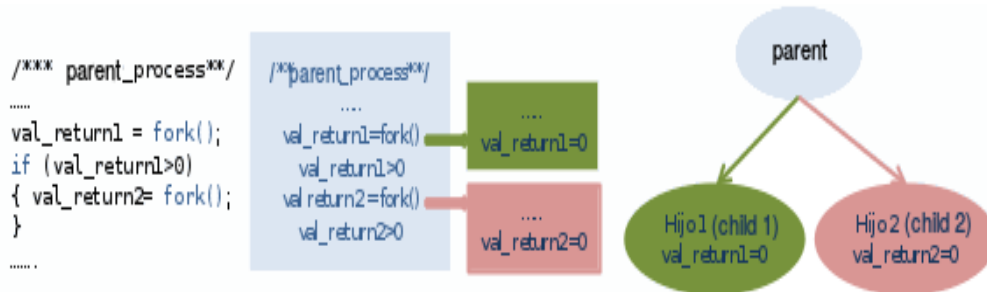 /*** parent_process**/
......
val_return1 = fork();
if (val_return1>0)
{ val_return2= fork();
}
.......
/**parent_process**/
.....
val_return1=fork()
val_return1>0
val return2=fork()
val_return2>0
.....
val_return1=0
.....
val_return2=0
parent
Hijo1 (child 1)
val_return1=0
Hijo2 (child 2)
val_return2=0